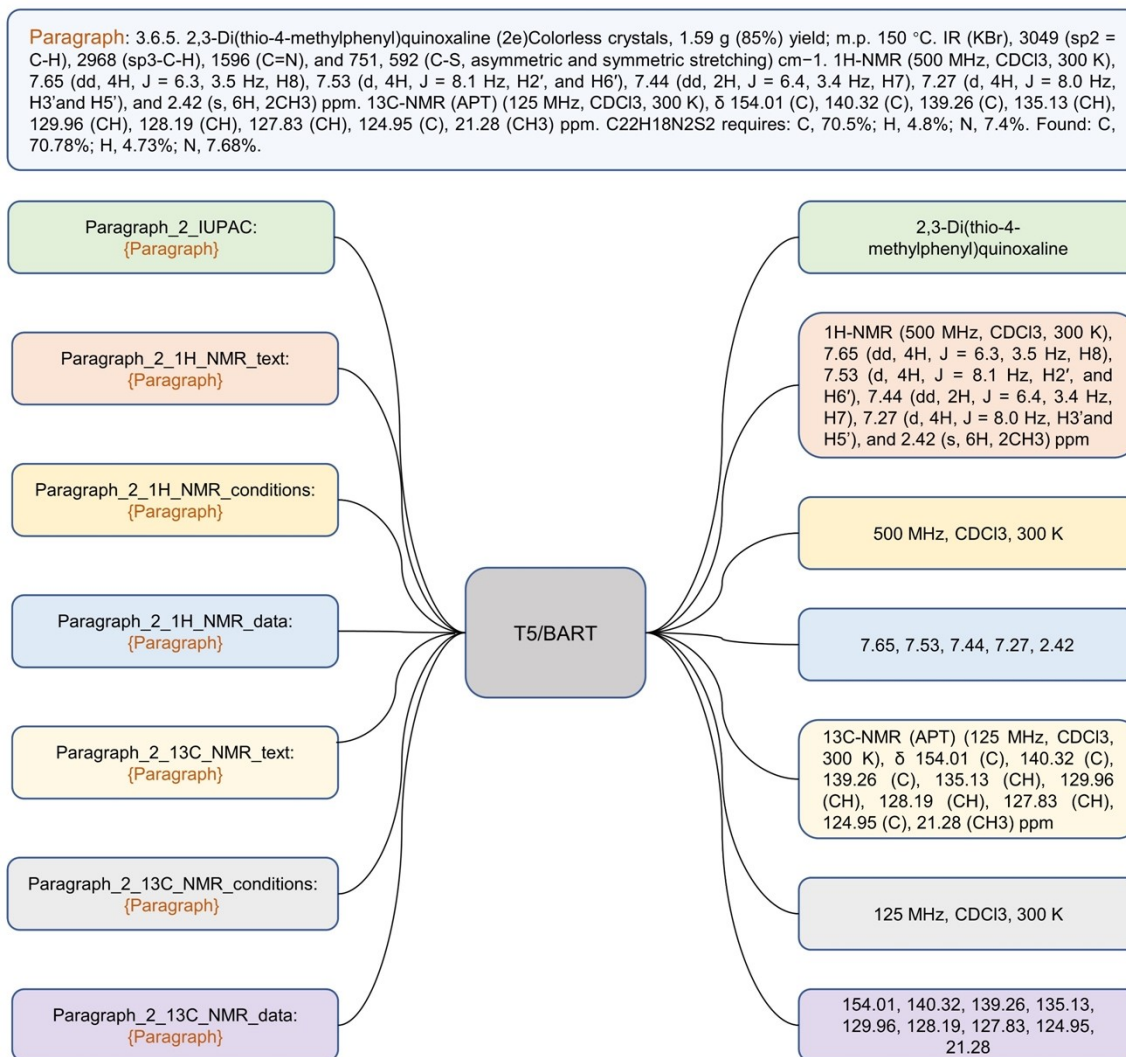 Paragraph: 3.6.5. 2,3-Di(thio-4-methylphenyl)quinoxaline (2e)Colorless crystals, 1.59 g (85%) yield; m.p. 150 °C. IR (KBr), 3049 (sp2 =
C-H), 2968 (sp3-C-H), 1596 (C=N), and 751, 592 (C-S, asymmetric and symmetric stretching) cm−1. 1H-NMR (500 MHz, CDCl3, 300 K),
7.65 (dd, 4H, J = 6.3, 3.5 Hz, H8), 7.53 (d, 4H, J = 8.1 Hz, H2′, and H6′), 7.44 (dd, 2H, J = 6.4, 3.4 Hz, H7), 7.27 (d, 4H, J = 8.0 Hz,
H3’and H5’), and 2.42 (s, 6H, 2CH3) ppm. 13C-NMR (APT) (125 MHz, CDCl3, 300 K), δ 154.01 (C), 140.32 (C), 139.26 (C), 135.13 (CH),
129.96 (CH), 128.19 (CH), 127.83 (CH), 124.95 (C), 21.28 (CH3) ppm. C22H18N2S2 requires: C, 70.5%; H, 4.8%; N, 7.4%. Found: C,
70.78%; H, 4.73%; N, 7.68%.
Paragraph_2_IUPAC:
{Paragraph}
Paragraph_2_1H_NMR_text:
{Paragraph}
Paragraph_2_1H_NMR_conditions:
{Paragraph}
Paragraph_2_1H_NMR_data:
{Paragraph}
Paragraph_2_13C_NMR_text:
{Paragraph}
Paragraph_2_13C_NMR_conditions:
{Paragraph}
Paragraph_2_13C_NMR_data:
{Paragraph}
T5/BART
2,3-Di(thio-4-
methylphenyl)quinoxaline
1H-NMR (500 MHz, CDCl3, 300 K),
7.65 (dd, 4H, J = 6.3, 3.5 Hz, H8),
7.53 (d, 4H, J = 8.1 Hz, H2′, and
H6′), 7.44 (dd, 2H, J = 6.4, 3.4 Hz,
H7), 7.27 (d, 4H, J = 8.0 Hz, H3’and
H5’), and 2.42 (s, 6H, 2CH3) ppm
500 MHz, CDCl3, 300 K
7.65, 7.53, 7.44, 7.27, 2.42
13C-NMR (APT) (125 MHz, CDCl3,
300 K), δ 154.01 (C), 140.32 (C),
139.26 (C), 135.13 (CH), 129.96
(CH), 128.19 (CH), 127.83 (CH),
124.95 (C), 21.28 (CH3) ppm
125 MHz, CDCl3, 300 K
154.01, 140.32, 139.26, 135.13,
129.96, 128.19, 127.83, 124.95,
21.28